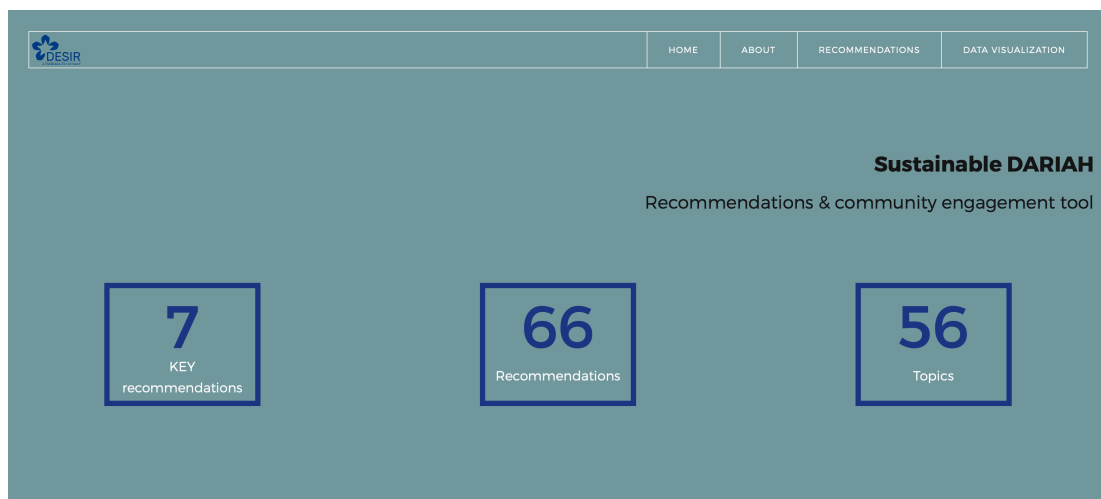 DESIR
HOME
ABOUT
RECOMMENDATIONS
DATA VISUALIZATION
Sustainable DARIAH
Recommendations & community engagement tool
7
KEY
recommendations
66
Recommendations
56
Topics